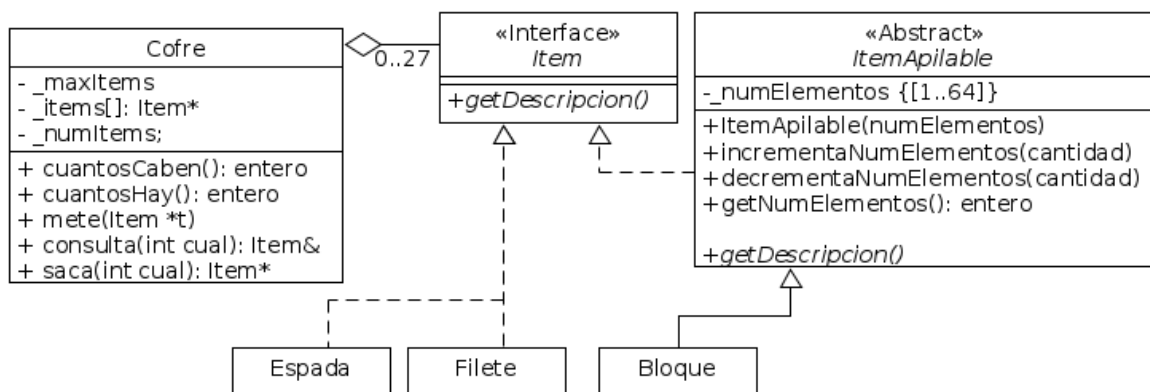 Cofre
- _maxItems
- _items[]: Item*
- _numItems;
+ cuantosCaben(): entero
+ cuantosHay(): entero
+ mete(Item *t)
+ consulta(int cual): Item&
+ saca(int cual): Item*
0..27
«Interface»
Item
+getDescripcion()
«Abstract»
ItemApilable
-_numElementos {[1..64]}
+ItemApilable(numElementos)
+incrementaNumElementos(cantidad)
+decrementaNumElementos(cantidad)
+getNumElementos(): entero
+getDescripcion()
Espada
Filete
Bloque